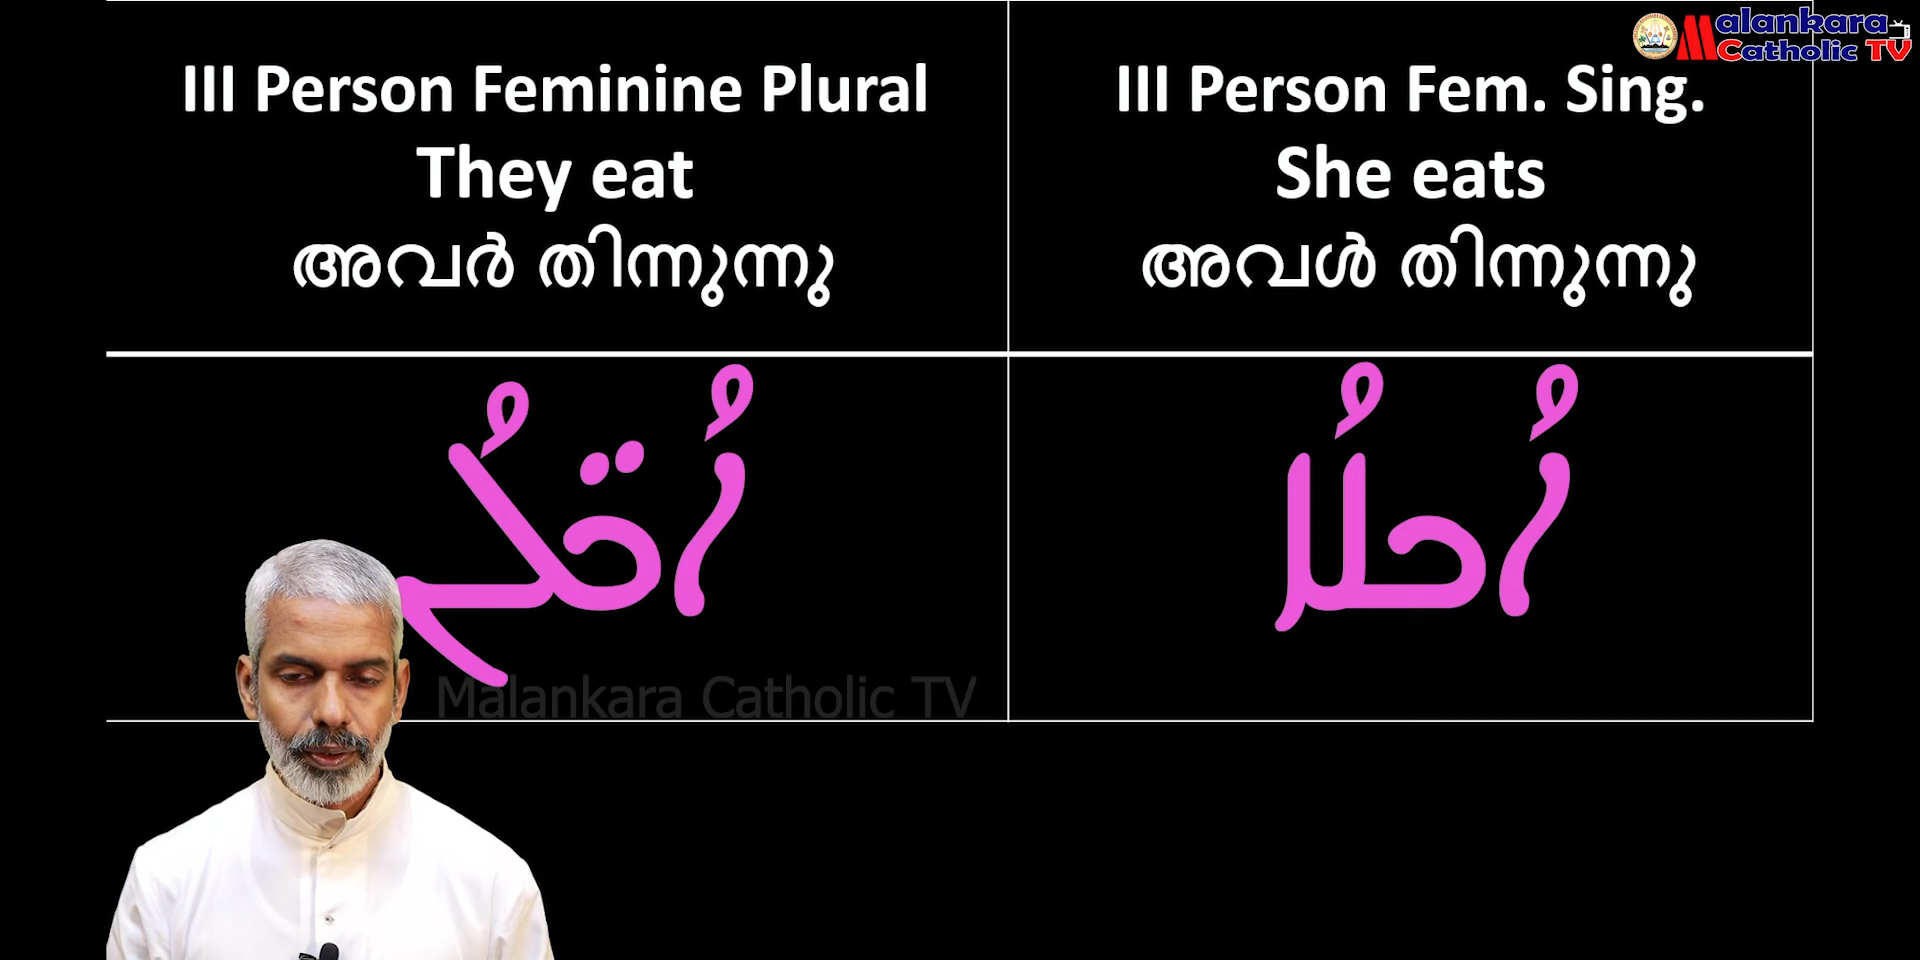 Malankara
Catholic TV
III Person Feminine Plural
They eat
അവർ തിന്നുന്നു
ܐܳܟ̈ܠܳܢ
III Person Fem. Sing.
She eats
അവൾ തിന്നുന്നു
ܐܳܟܠܳܐ
Malankara Catholic TV